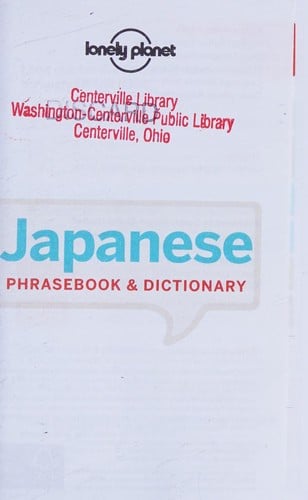 lonely planet
Centerville Library
Washington-Centerville Public Library
Centerville, Ohio
Japanese
PHRASEBOOK & DICTIONARY